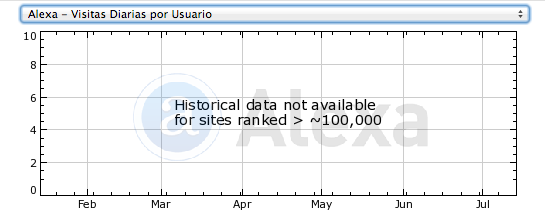 Alexa – Visitas Diarias por Usuario
10
8
6
4
2
0
a Alexa
Historical data not available
for sites ranked > ~100,000
Feb Mar Apr May Jun Jul